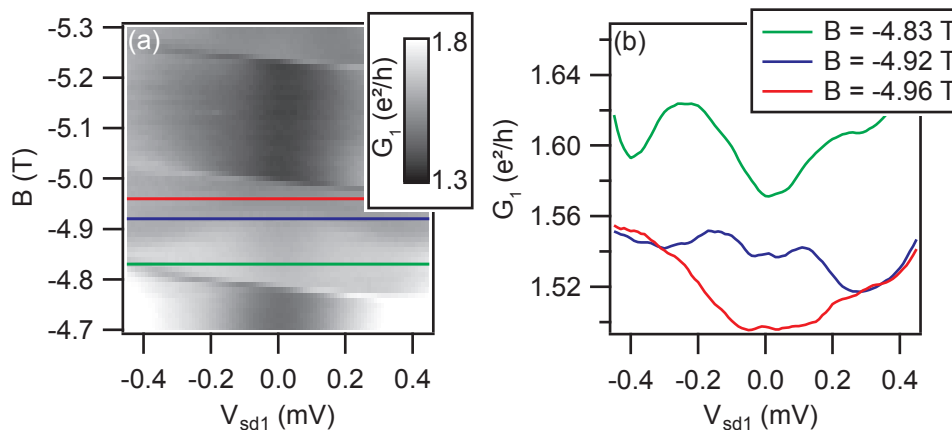 (a)
-5.3
-5.2
-5.1
-5.0
-4.9
-4.8
-4.7
B (T)
1.8
1.3
G1 (e²/h)
-0.4
-0.2
0.0
0.2
0.4
Vsd1 (mV)
(b)
B = -4.83 T
B = -4.92 T
B = -4.96 T
1.64
1.60
1.56
1.52
G1 (e²/h)
-0.4
-0.2
0.0
0.2
0.4
Vsd1 (mV)